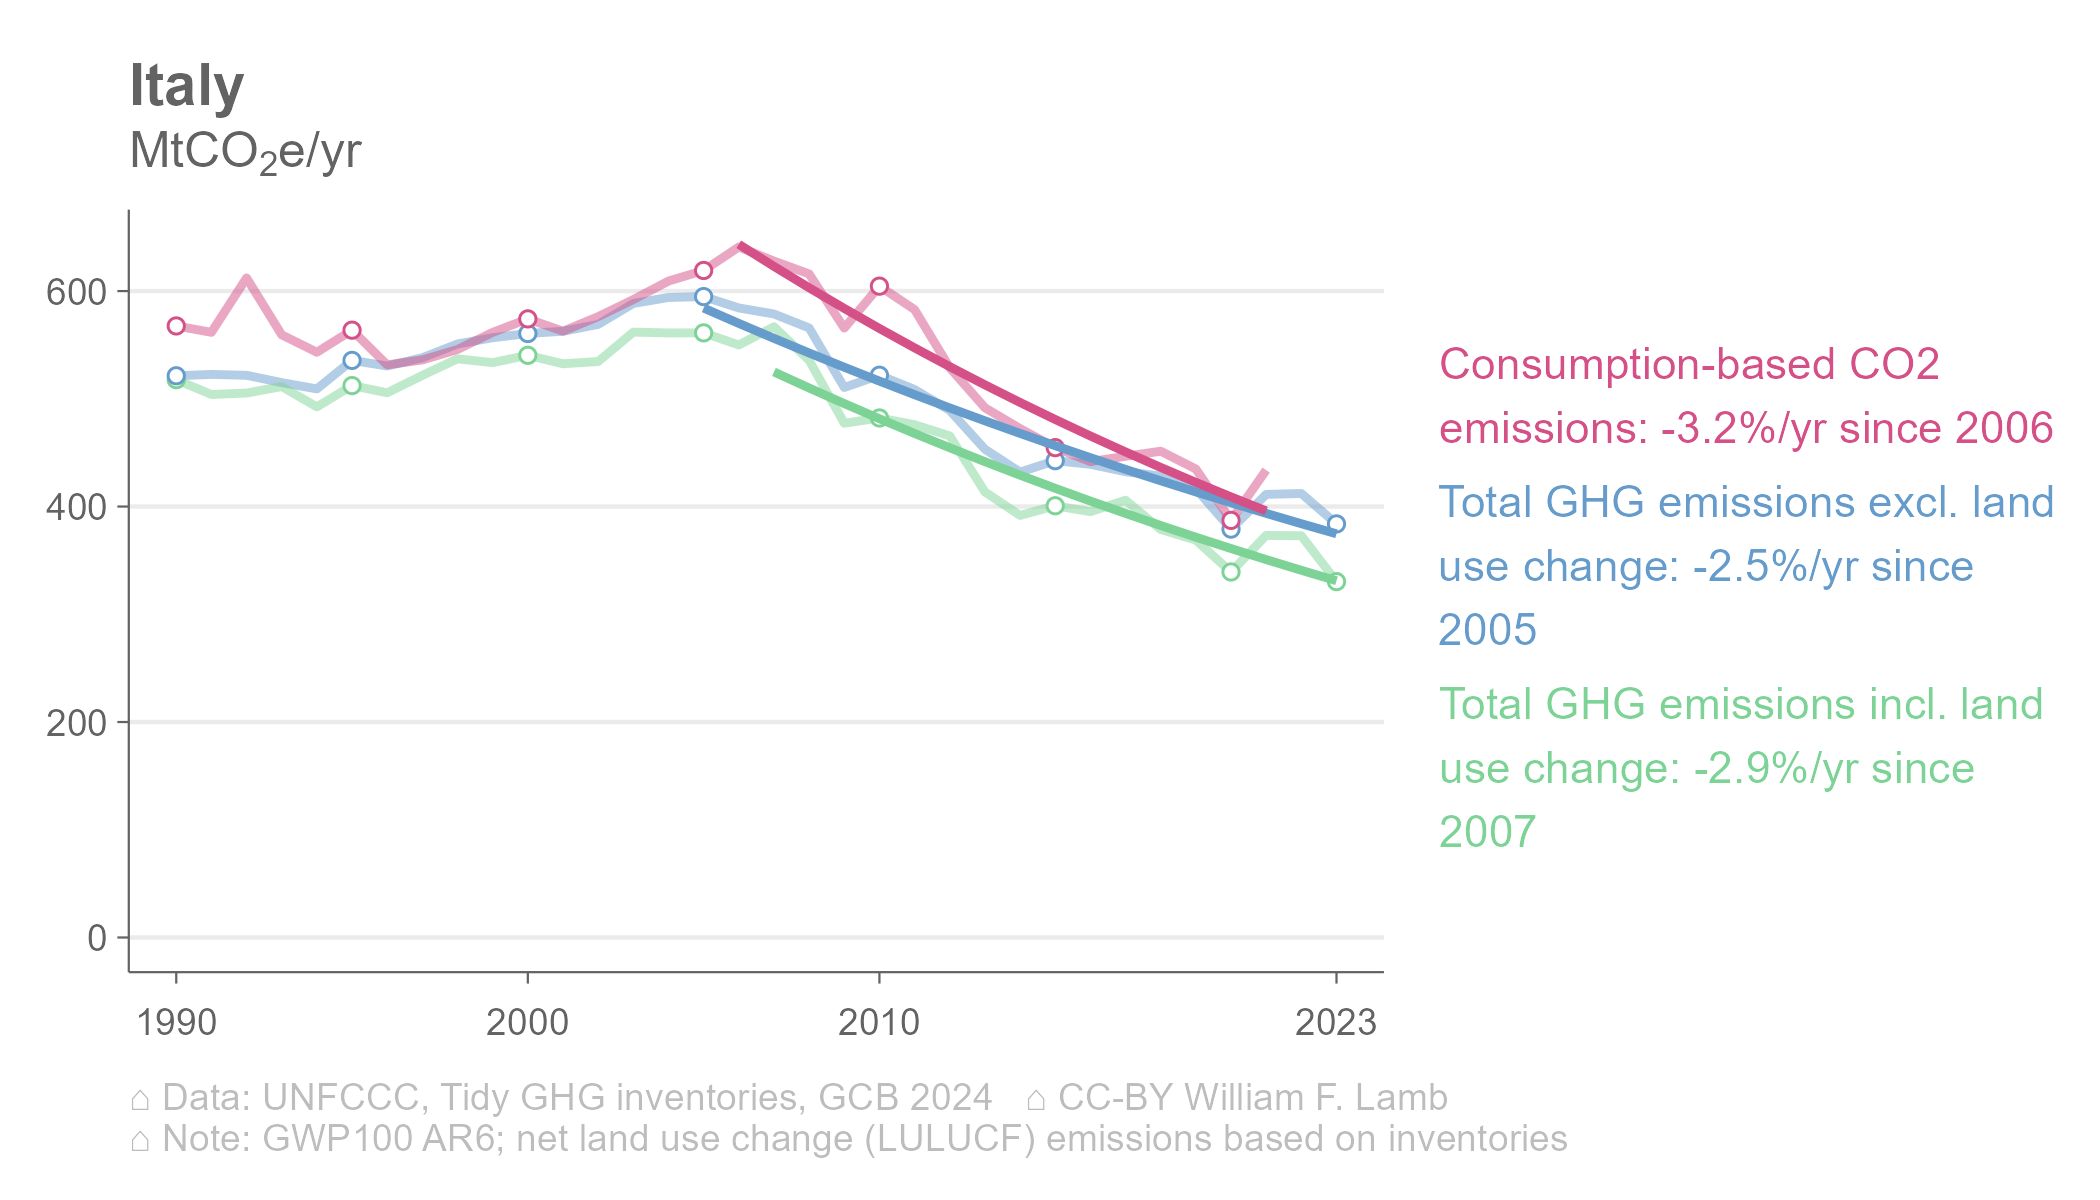 Italy
MtCO₂e/yr
600
400
200
0
1990
2000
2010
2023
Consumption-based CO2
emissions: -3.2%/yr since 2006
Total GHG emissions excl. land
use change: -2.5%/yr since
2005
Total GHG emissions incl. land
use change: -2.9%/yr since
2007
⌂ Data: UNFCCC, Tidy GHG inventories, GCB 2024 ⌂ CC-BY William F. Lamb
⌂ Note: GWP100 AR6; net land use change (LULUCF) emissions based on inventories